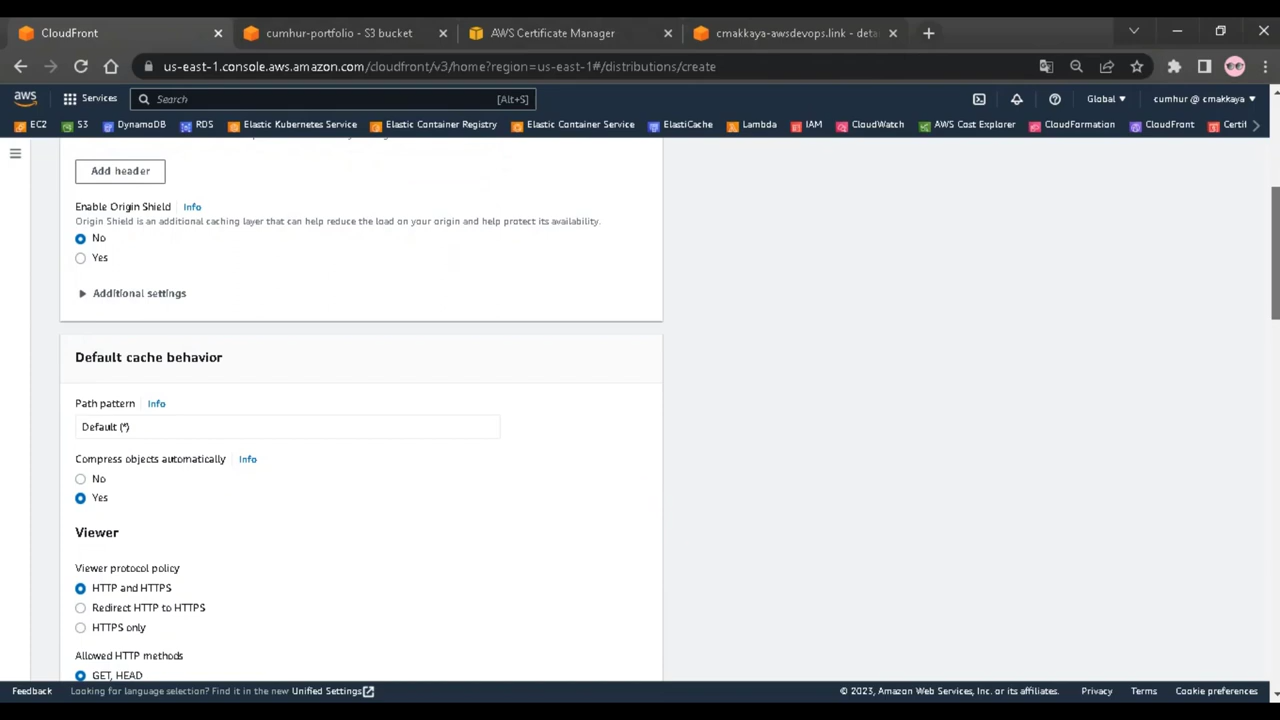 CloudFront
cumhur-portfolio - S3 bucket
AWS Certificate Manager
cmakkaya-awsdevops.link - deta
us-east-1.console.aws.amazon.com/cloudfront/v3/home?region=us-east-1#/distributions/create
aws
Services
Search
[Alt+S]
Global
cumhur @ cmakkaya
EC2
S3
DynamoDB
RDS
Elastic Kubernetes Service
Elastic Container Registry
Elastic Container Service
ElastiCache
Lambda
IAM
CloudWatch
AWS Cost Explorer
CloudFormation
CloudFront
Certif
Add header
Enable Origin Shield Info
Origin Shield is an additional caching layer that can help reduce the load on your origin and help protect its availability.
No
Yes
Additional settings
Default cache behavior
Path pattern Info
Default (*)
Compress objects automatically Info
No
Yes
Viewer
Viewer protocol policy
HTTP and HTTPS
Redirect HTTP to HTTPS
HTTPS only
Allowed HTTP methods
GET, HEAD
Feedback
Looking for language selection? Find it in the new Unified Settings
© 2023, Amazon Web Services, Inc. or its affiliates.
Privacy
Terms
Cookie preferences